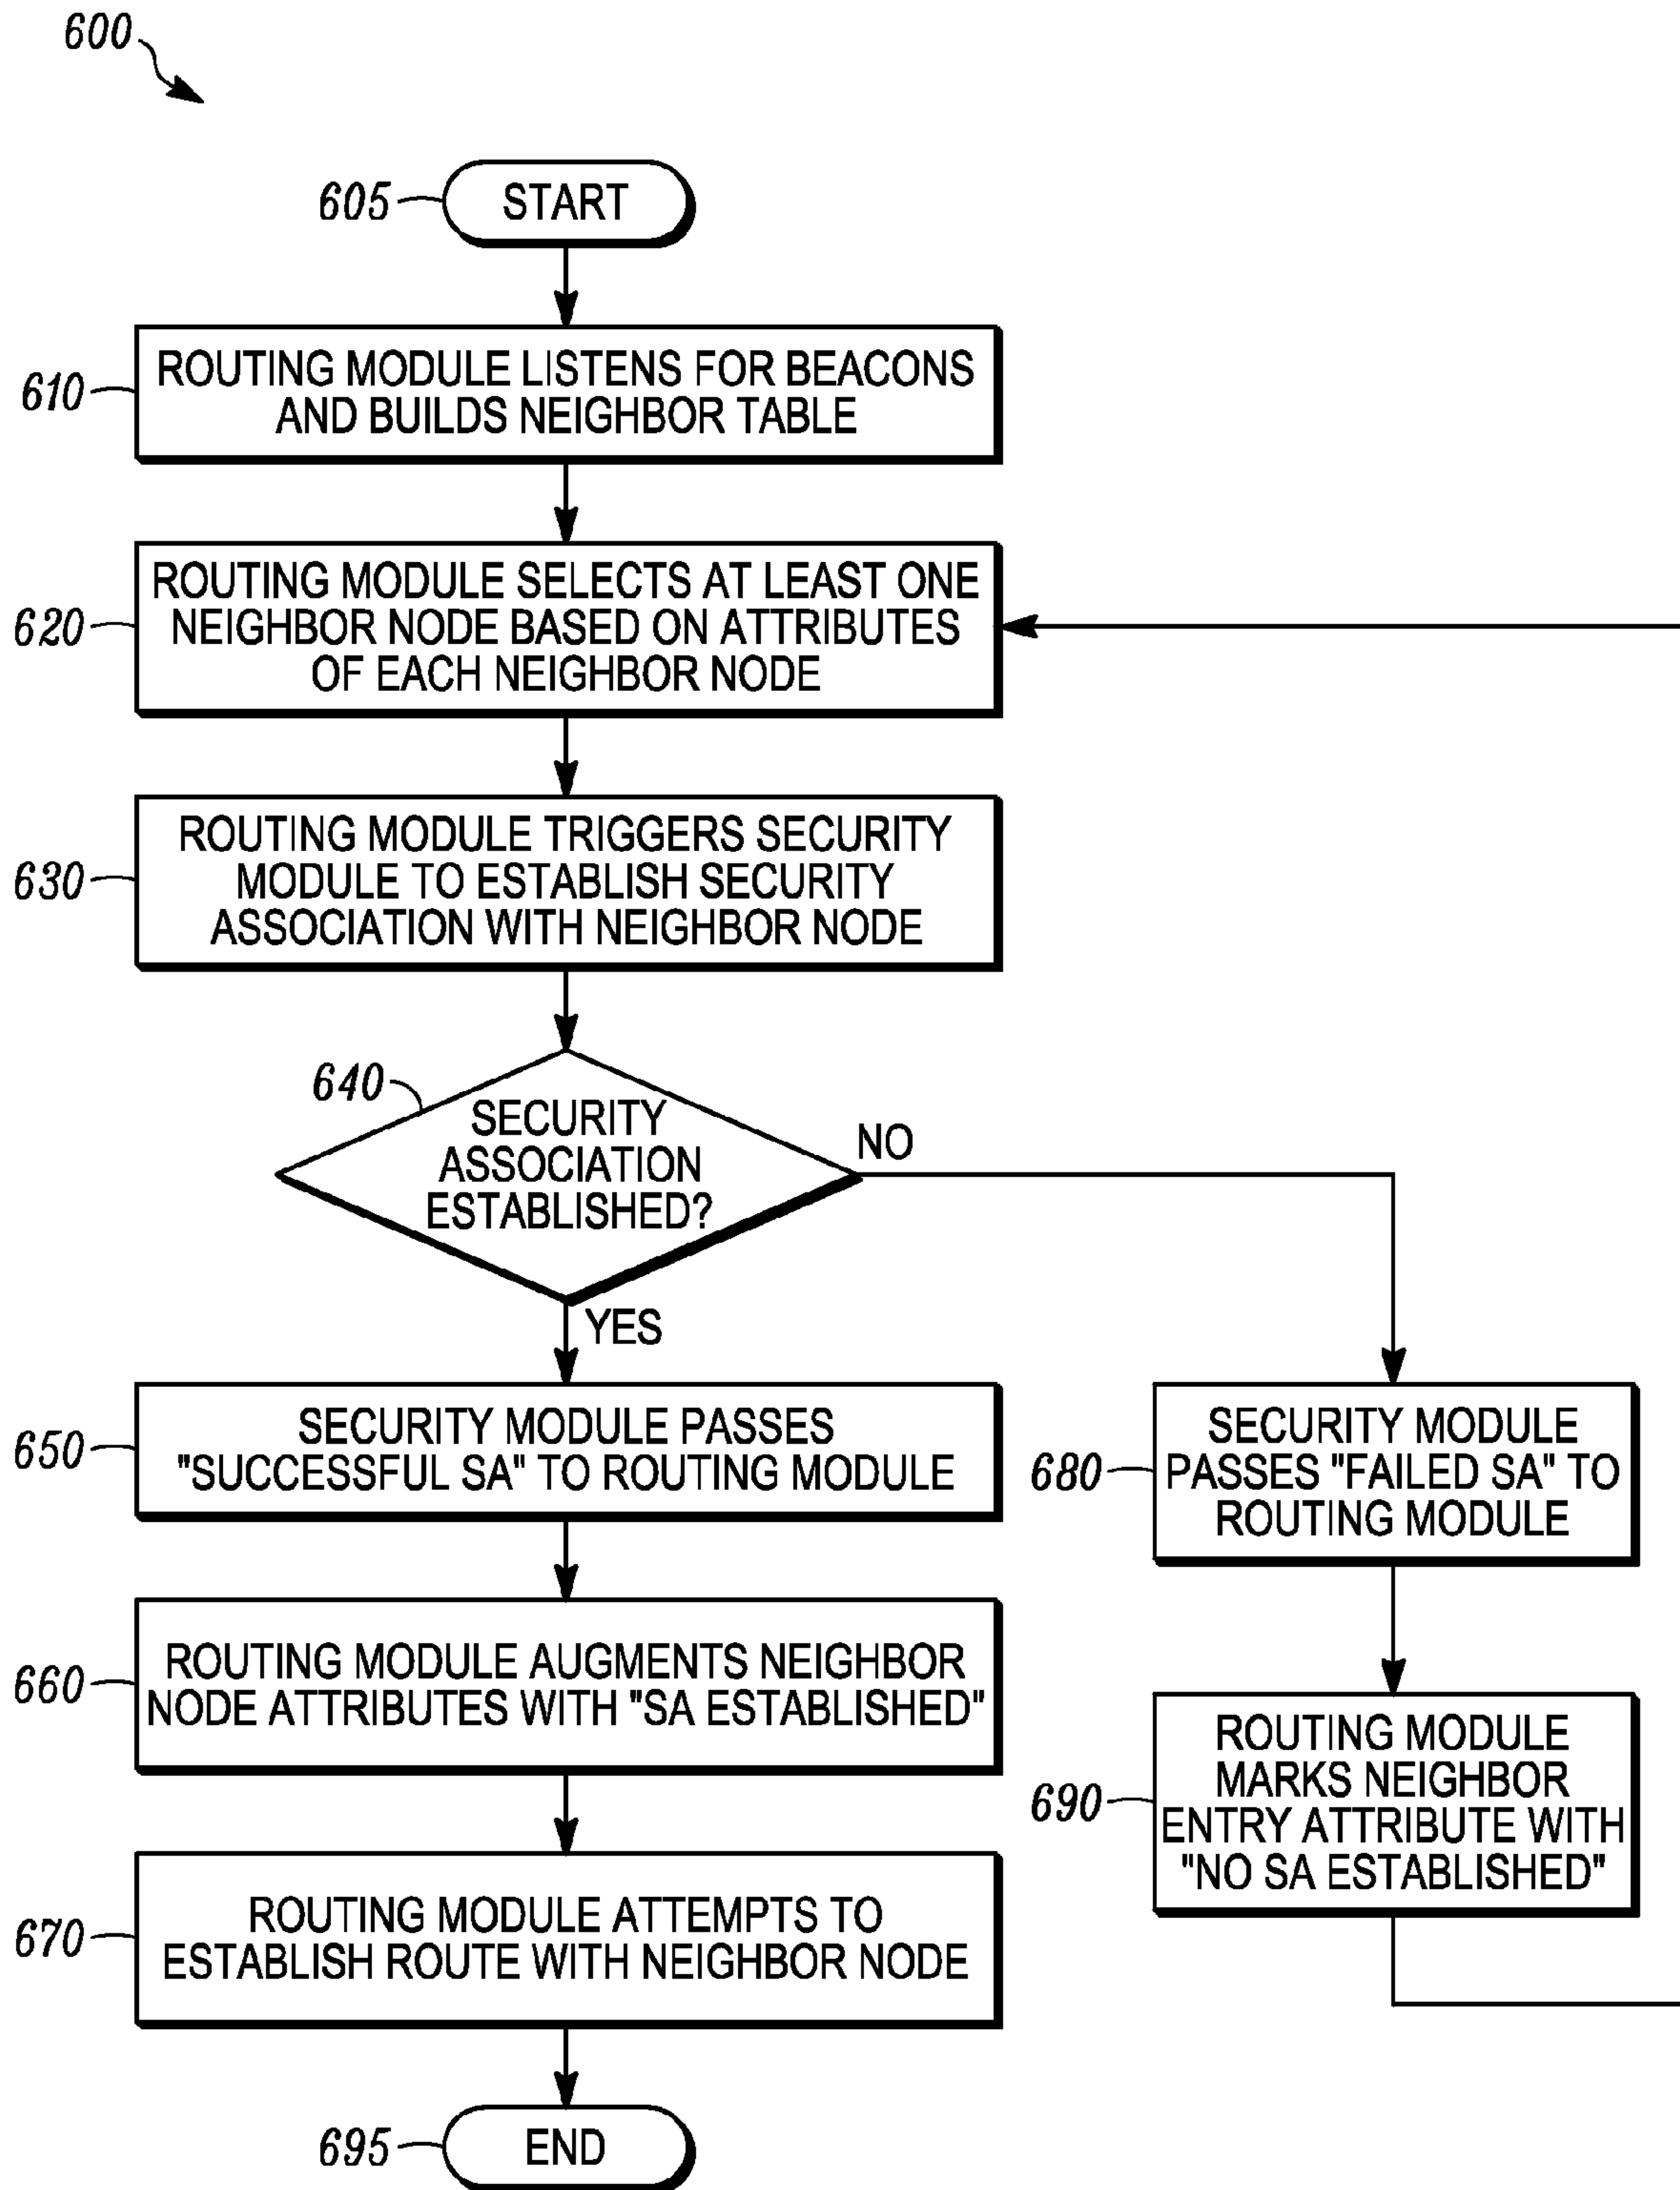 600
605
START
610
ROUTING MODULE LISTENS FOR BEACONS
AND BUILDS NEIGHBOR TABLE
620
ROUTING MODULE SELECTS AT LEAST ONE
NEIGHBOR NODE BASED ON ATTRIBUTES
OF EACH NEIGHBOR NODE
630
ROUTING MODULE TRIGGERS SECURITY
MODULE TO ESTABLISH SECURITY
ASSOCIATION WITH NEIGHBOR NODE
640
SECURITY
ASSOCIATION
ESTABLISHED?
NO
YES
650
SECURITY MODULE PASSES
"SUCCESSFUL SA" TO ROUTING MODULE
660
ROUTING MODULE AUGMENTS NEIGHBOR
NODE ATTRIBUTES WITH "SA ESTABLISHED"
670
ROUTING MODULE ATTEMPTS TO
ESTABLISH ROUTE WITH NEIGHBOR NODE
680
SECURITY MODULE
PASSES "FAILED SA" TO
ROUTING MODULE
690
ROUTING MODULE
MARKS NEIGHBOR
ENTRY ATTRIBUTE WITH
"NO SA ESTABLISHED"
695
END